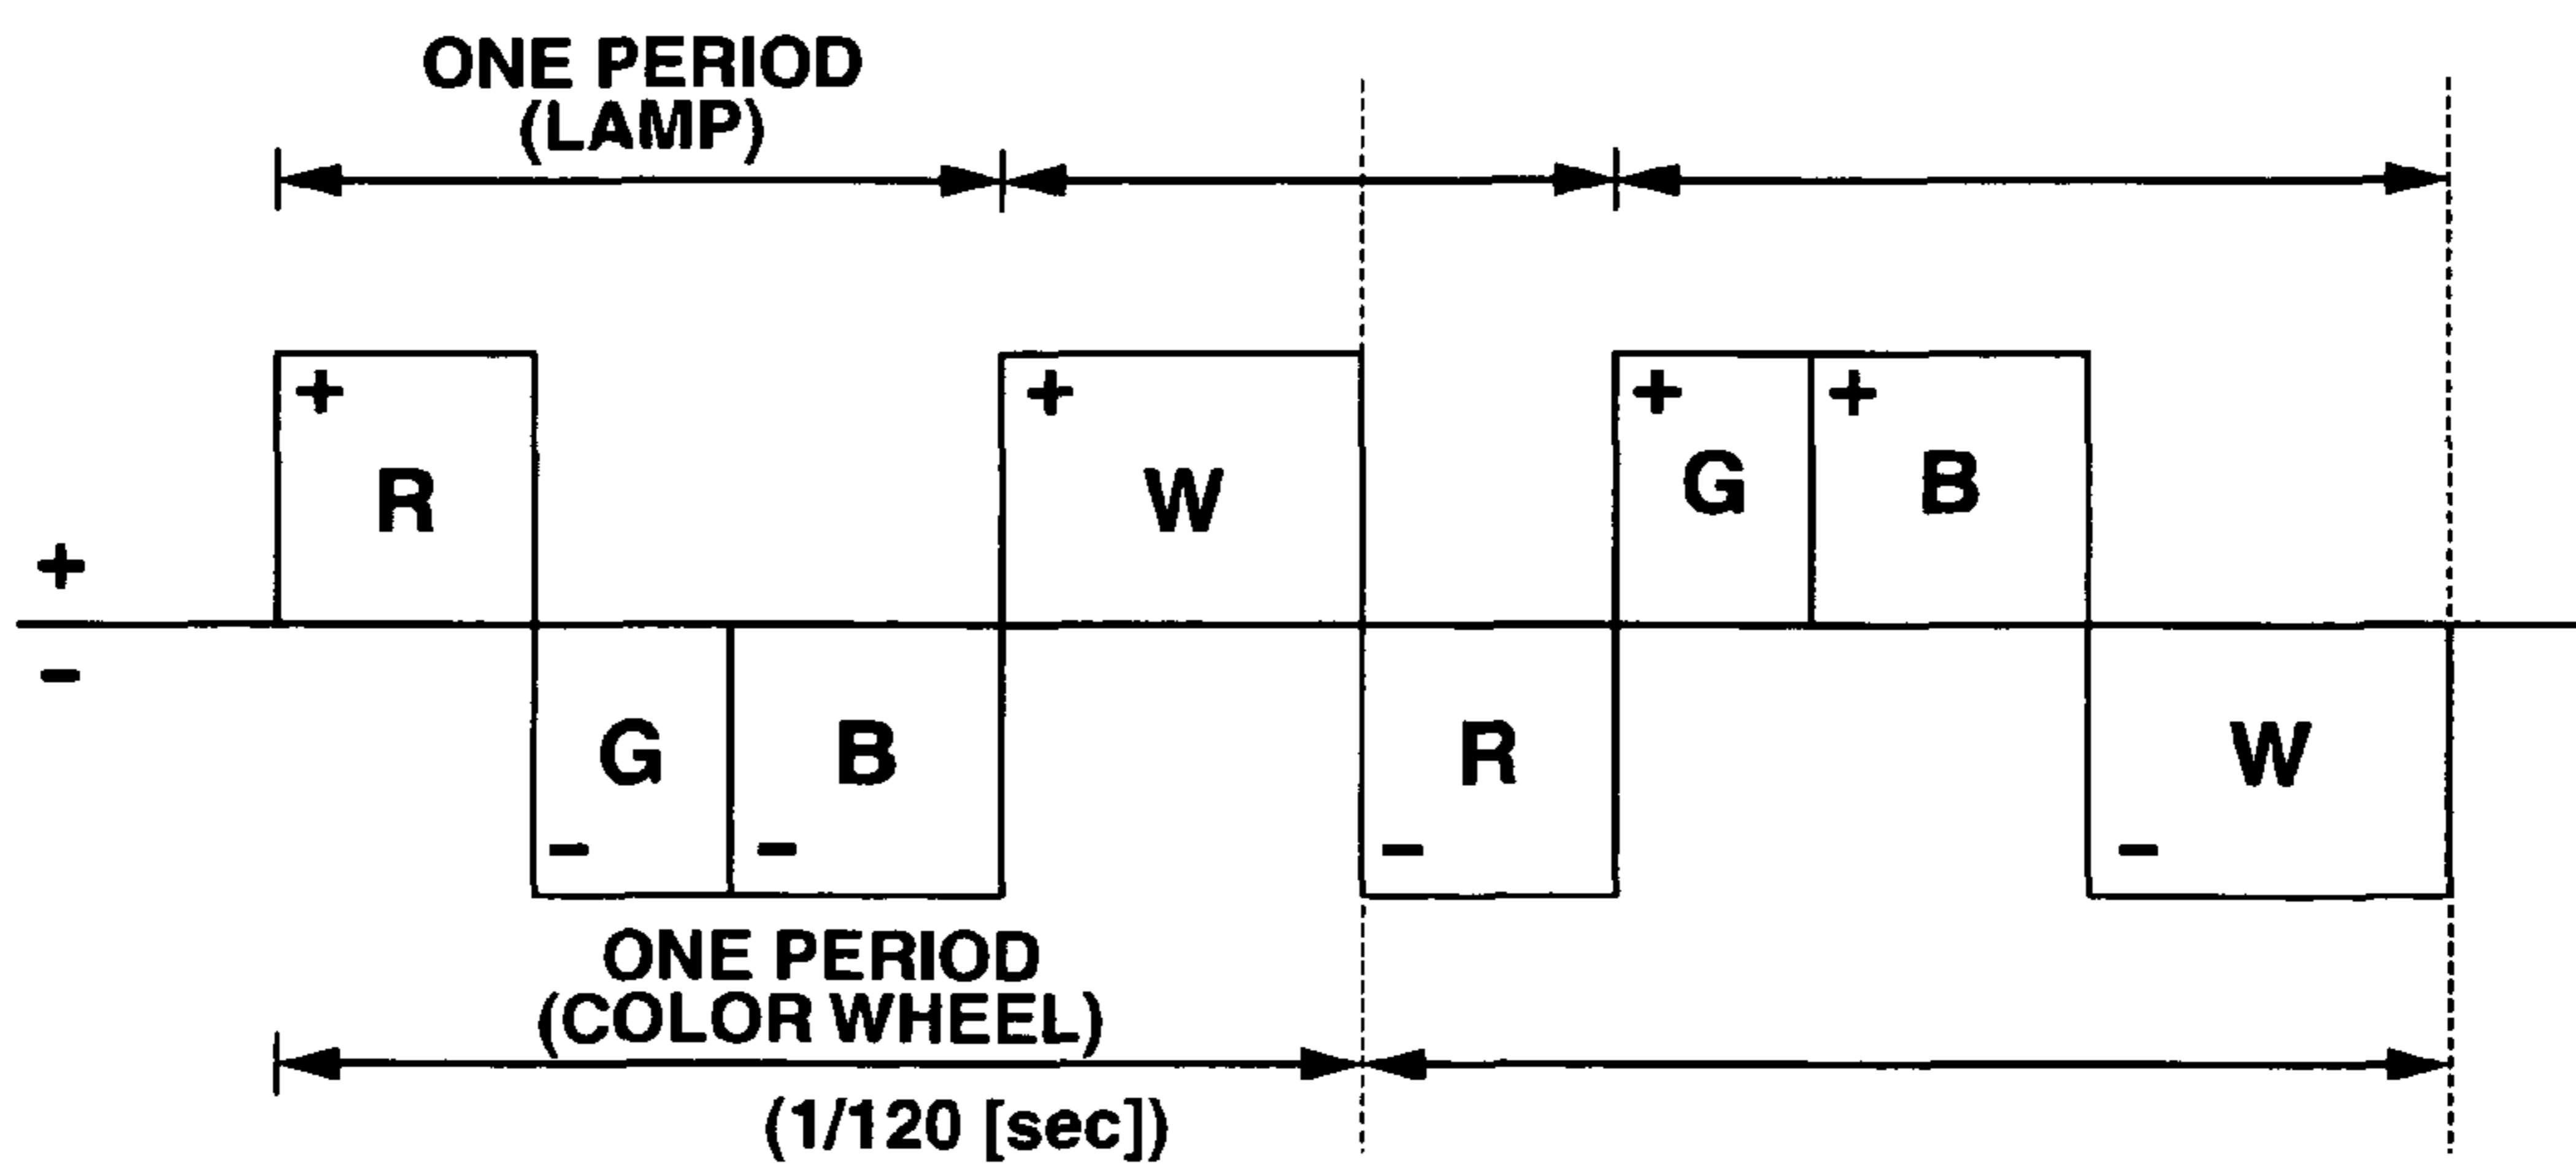 ONE PERIOD
(LAMP)
+ + + +
R W G B
+
-
G B R W
- - - -
ONE PERIOD
(COLOR WHEEL)
(1/120 [sec])